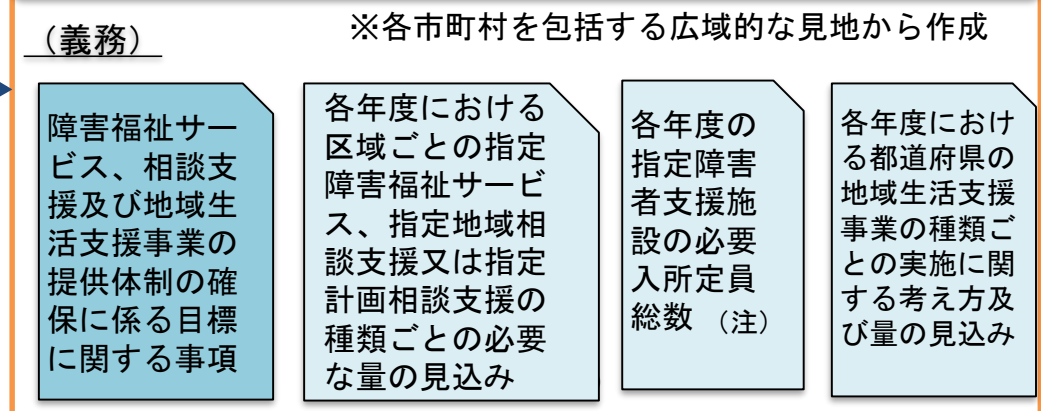 （義務）
※各市町村を包括する広域的な見地から作成
障害福祉サー
ビス、相談支
援及び地域生
活支援事業の
提供体制の確
保に係る目標
に関する事項
各年度における
区域ごとの指定
障害福祉サービ
ス、指定地域相
談支援又は指定
計画相談支援の
種類ごとの必要
な量の見込み
各年度の
指定障害
者支援施
設の必要
入所定員
総数（注）
各年度におけ
る都道府県の
地域生活支援
事業の種類ご
との実施に関
する考え方及
び量の見込み